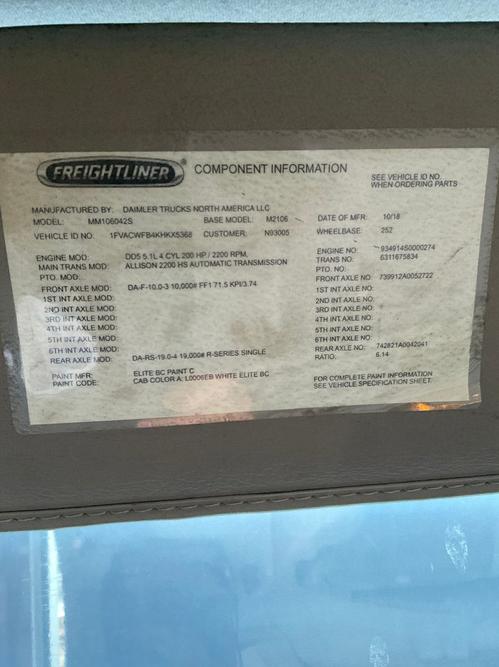 FREIGHTLINER COMPONENT INFORMATION
SEE VEHICLE ID NO.
WHEN ORDERING PARTS
MANUFACTURED BY: DAIMLER TRUCKS NORTH AMERICA LLC
MODEL: MM106042S BASE MODEL: M2106 DATE OF MFR: 10/18
VEHICLE ID NO: 1FVACWFB4KHKX5368 CUSTOMER: N93005 WHEELBASE: 252
ENGINE MOD: DD5 5.1L 4 CYL 200 HP / 2200 RPM, ENGINE NO: 934914S0000274
MAIN TRANS MOD: ALLISON 2200 HS AUTOMATIC TRANSMISSION TRANS NO: 6311675834
PTO. MOD: PTO. NO:
FRONT AXLE MOD: DA-F-10.0-3 10,000# FF1 71.5 KPI/3.74 FRONT AXLE NO: 739912A0052722
1ST INT AXLE MOD: 1ST INT AXLE NO:
2ND INT AXLE MOD: 2ND INT AXLE NO:
3RD INT AXLE MOD: 3RD INT AXLE NO:
4TH INT AXLE MOD: 4TH INT AXLE NO:
5TH INT AXLE MOD: 5TH INT AXLE NO:
6TH INT AXLE MOD: 6TH INT AXLE NO:
REAR AXLE MOD: DA-RS-19.0-4 19,000# R-SERIES SINGLE REAR AXLE NO: 742821A0042041
RATIO: 6.14
PAINT MFR: ELITE BC PAINT C
PAINT CODE: CAB COLOR A: L0006EB WHITE ELITE BC
FOR COMPLETE PAINT INFORMATION
SEE VEHICLE SPECIFICATION SHEET.